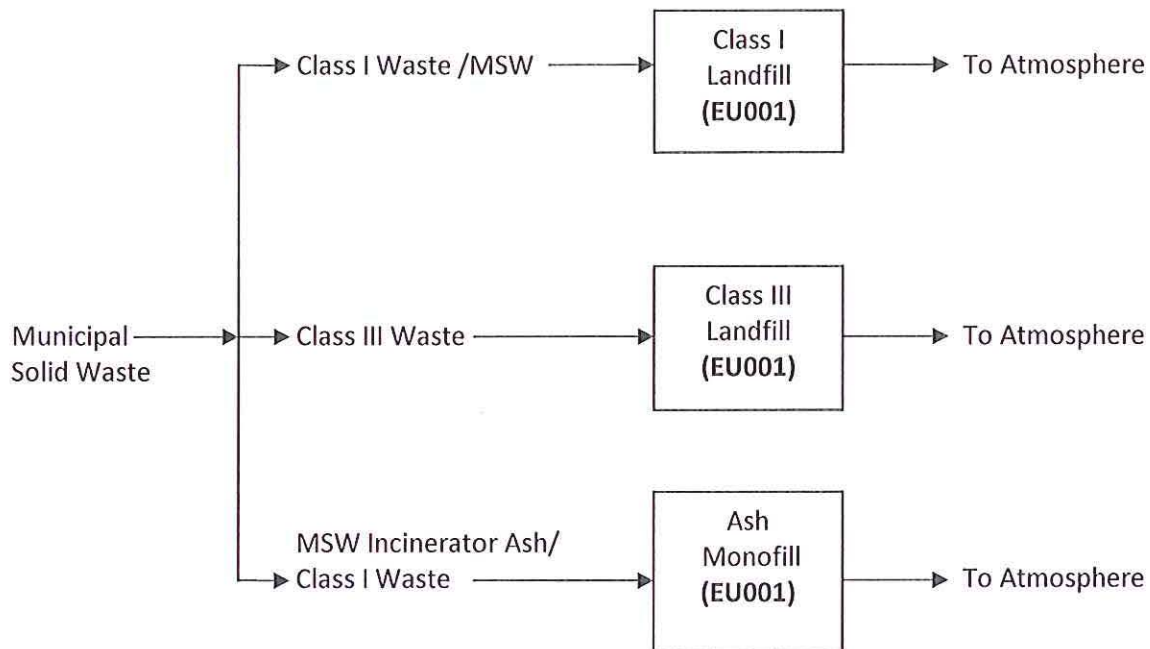 Class I Waste /MSW
Class I
Landfill
(EU001)
To Atmosphere
Municipal
Solid Waste
Class III Waste
Class III
Landfill
(EU001)
To Atmosphere
MSW Incinerator Ash/
Class I Waste
Ash
Monofill
(EU001)
To Atmosphere